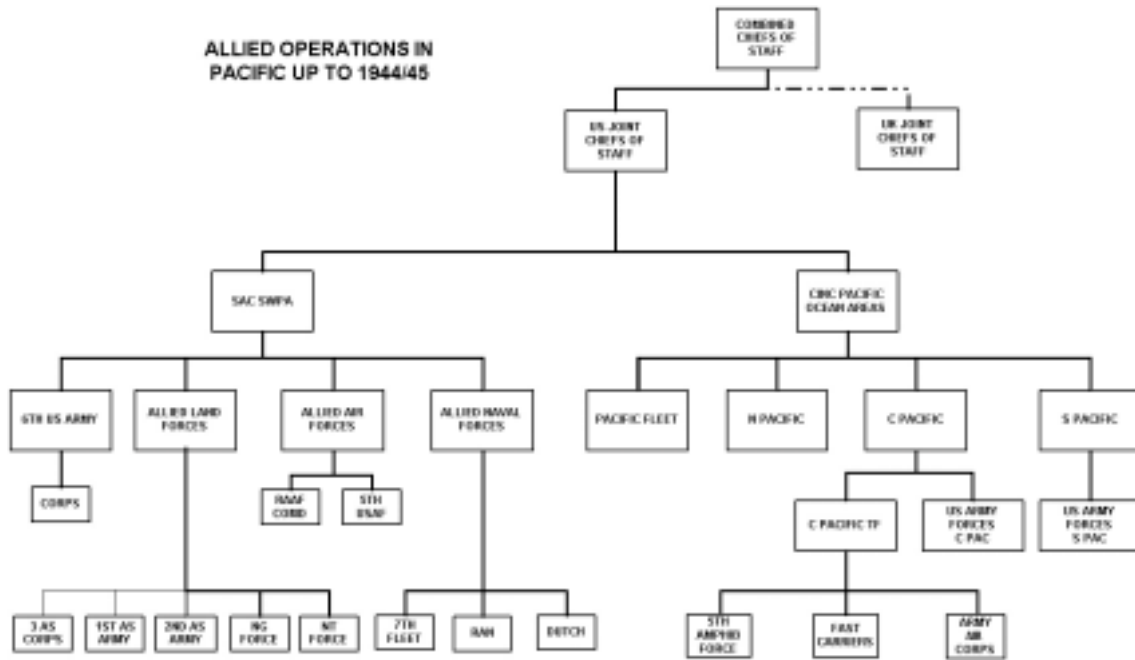 ALLIED OPERATIONS IN
PACIFIC UP TO 1944/45
COMBINED
CHIEFS OF
STAFF
US JOINT
CHIEFS OF
STAFF
UK JOINT
CHIEFS OF
STAFF
SAC SWPA
CINC PACIFIC
OCEAN AREAS
6TH US ARMY
ALLIED LAND
FORCES
ALLIED AIR
FORCES
ALLIED NAVAL
FORCES
PACIFIC FLEET
N PACIFIC
C PACIFIC
S PACIFIC
CORPS
RAAF
COMD
5TH
USAF
C PACIFIC TF
US ARMY
FORCES
C PAC
US ARMY
FORCES
S PAC
3 AS
CORPS
1ST AS
ARMY
2ND AS
ARMY
NG
FORCE
NT
FORCE
7TH
FLEET
RAN
DUTCH
5TH
AMPHIB
FORCE
FAST
CARRIERS
ARMY
AIR
CORPS